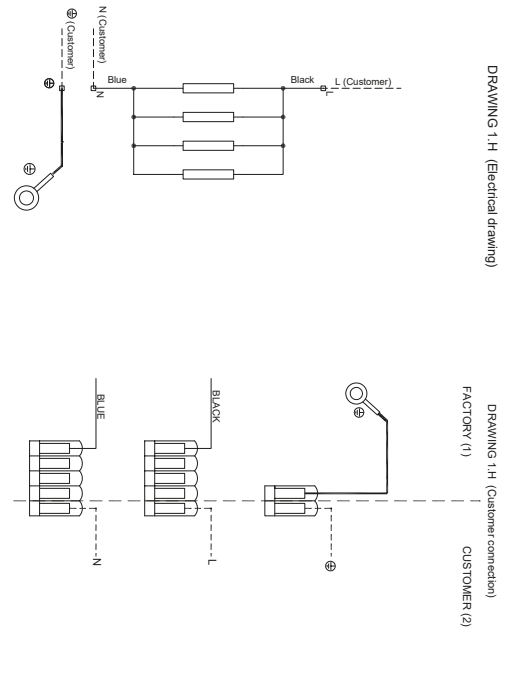 DRAWING 1.H (Electrical drawing)
L (Customer)
L
Black
Blue
N
N (Customer)
(Customer)
DRAWING 1.H (Customer connection)
FACTORY (1)
CUSTOMER (2)
BLACK
L
BLUE
N